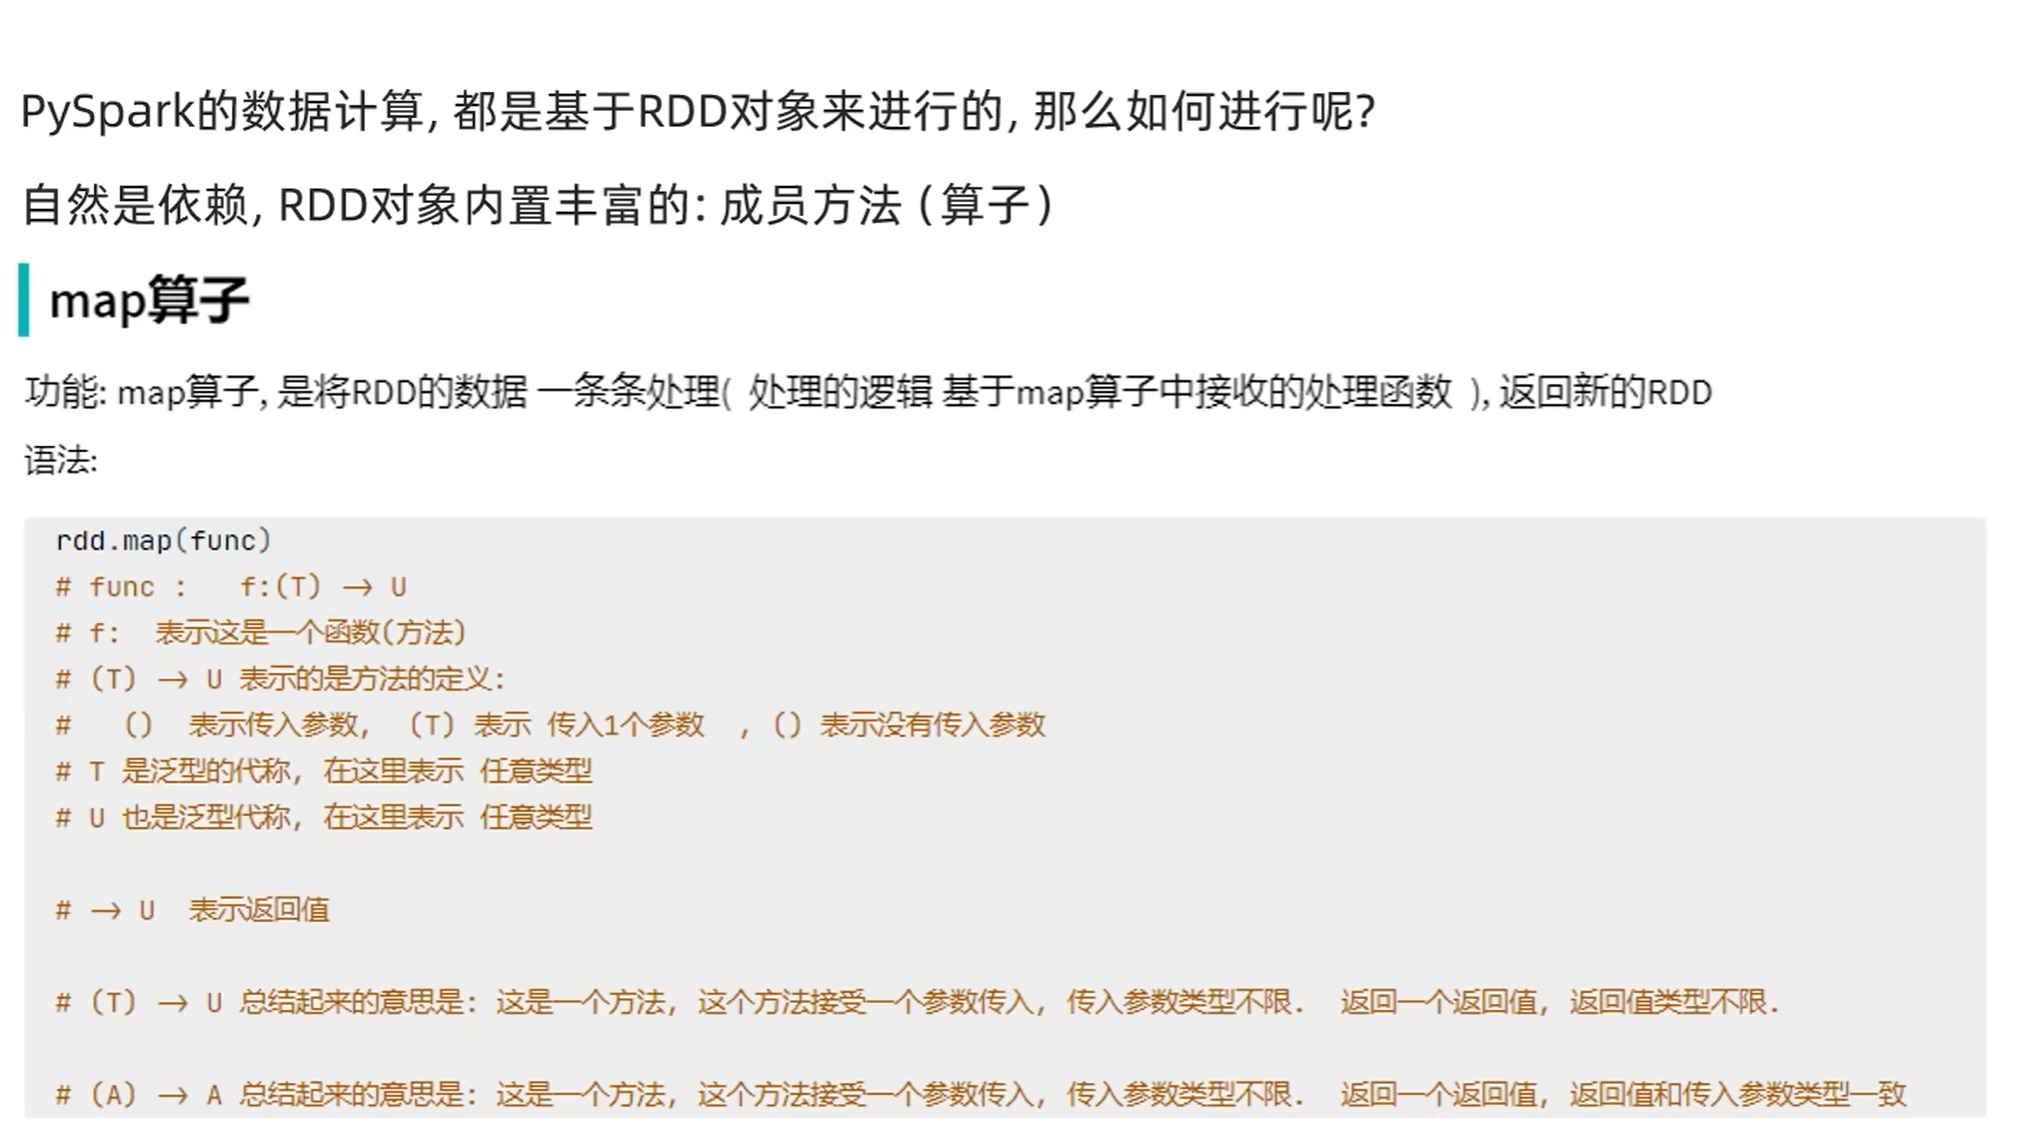 PySpark的数据计算, 都是基于RDD对象来进行的, 那么如何进行呢?
自然是依赖, RDD对象内置丰富的: 成员方法 (算子)
map算子
功能: map算子, 是将RDD的数据 一条条处理( 处理的逻辑 基于map算子中接收的处理函数 ), 返回新的RDD
语法:
rdd.map(func)
# func :   f:(T) -> U
# f:  表示这是一个函数(方法)
# (T) -> U 表示的是方法的定义:
#   ()  表示传入参数,  (T) 表示 传入1个参数  , () 表示没有传入参数
# T 是泛型的代称, 在这里表示 任意类型
# U 也是泛型代称, 在这里表示 任意类型
# -> U  表示返回值
# (T) -> U 总结起来的意思是: 这是一个方法, 这个方法接受一个参数传入, 传入参数类型不限.  返回一个返回值, 返回值类型不限.
# (A) -> A 总结起来的意思是: 这是一个方法, 这个方法接受一个参数传入, 传入参数类型不限.  返回一个返回值, 返回值和传入参数类型一致